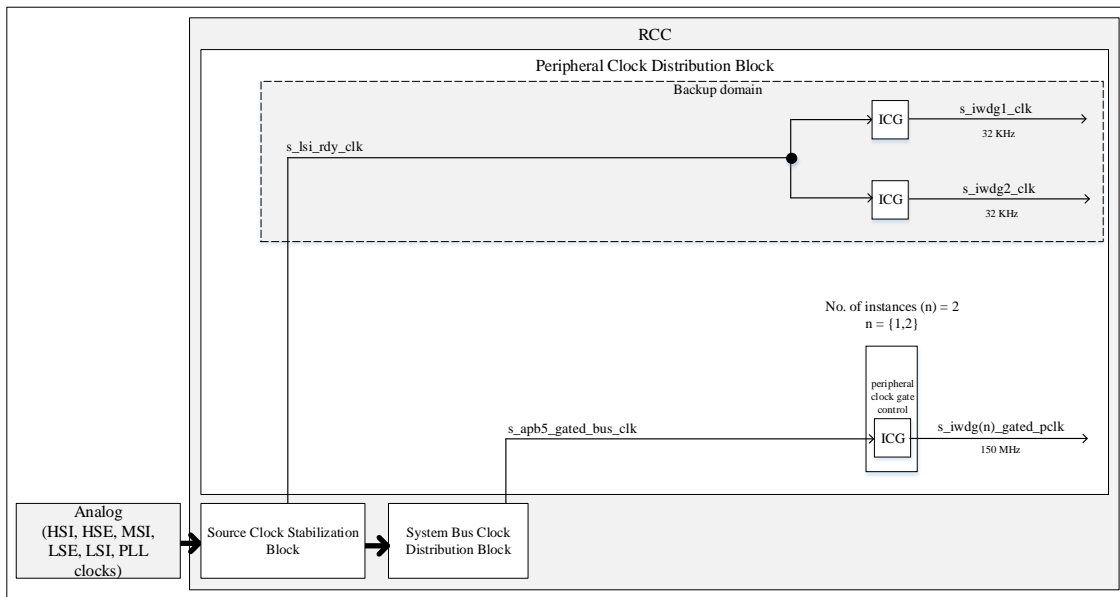 RCC
Peripheral Clock Distribution Block
Backup domain
s_lsi_rdy_clk
ICG
s_iwdg1_clk
32 KHz
ICG
s_iwdg2_clk
32 KHz
No. of instances (n) = 2
n = {1,2}
peripheral
clock gate
control
ICG
s_apb5_gated_bus_clk
s_iwdg(n)_gated_pclk
150 MHz
Analog
(HSI, HSE, MSI,
LSE, LSI, PLL
clocks)
Source Clock Stabilization
Block
System Bus Clock
Distribution Block